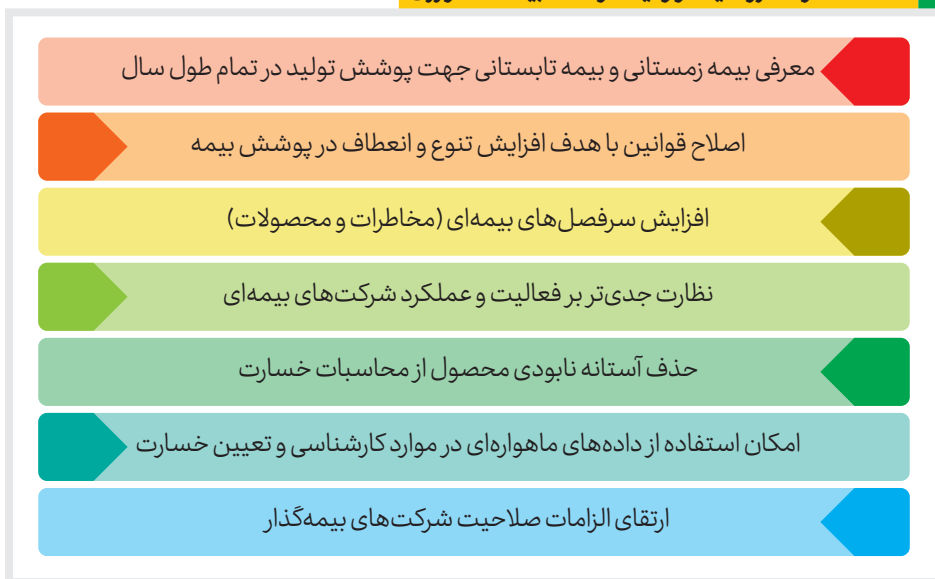 معرفی بیمه زمستانی و بیمه تابستانی جهت پوشش تولید در تمام طول سال
اصلاح قوانین با هدف افزایش تنوع و انعطاف در پوشش بیمه
افزایش سرفصل‌های بیمه‌ای (مخاطرات و محصولات)
نظارت جدی‌تر بر فعالیت و عملکرد شرکت‌های بیمه‌ای
حذف آستانه نابودی محصول از محاسبات خسارت
امکان استفاده از داده‌های ماهواره‌ای در موارد کارشناسی و تعیین خسارت
ارتقای الزامات صلاحیت شرکت‌های بیمه‌گذار